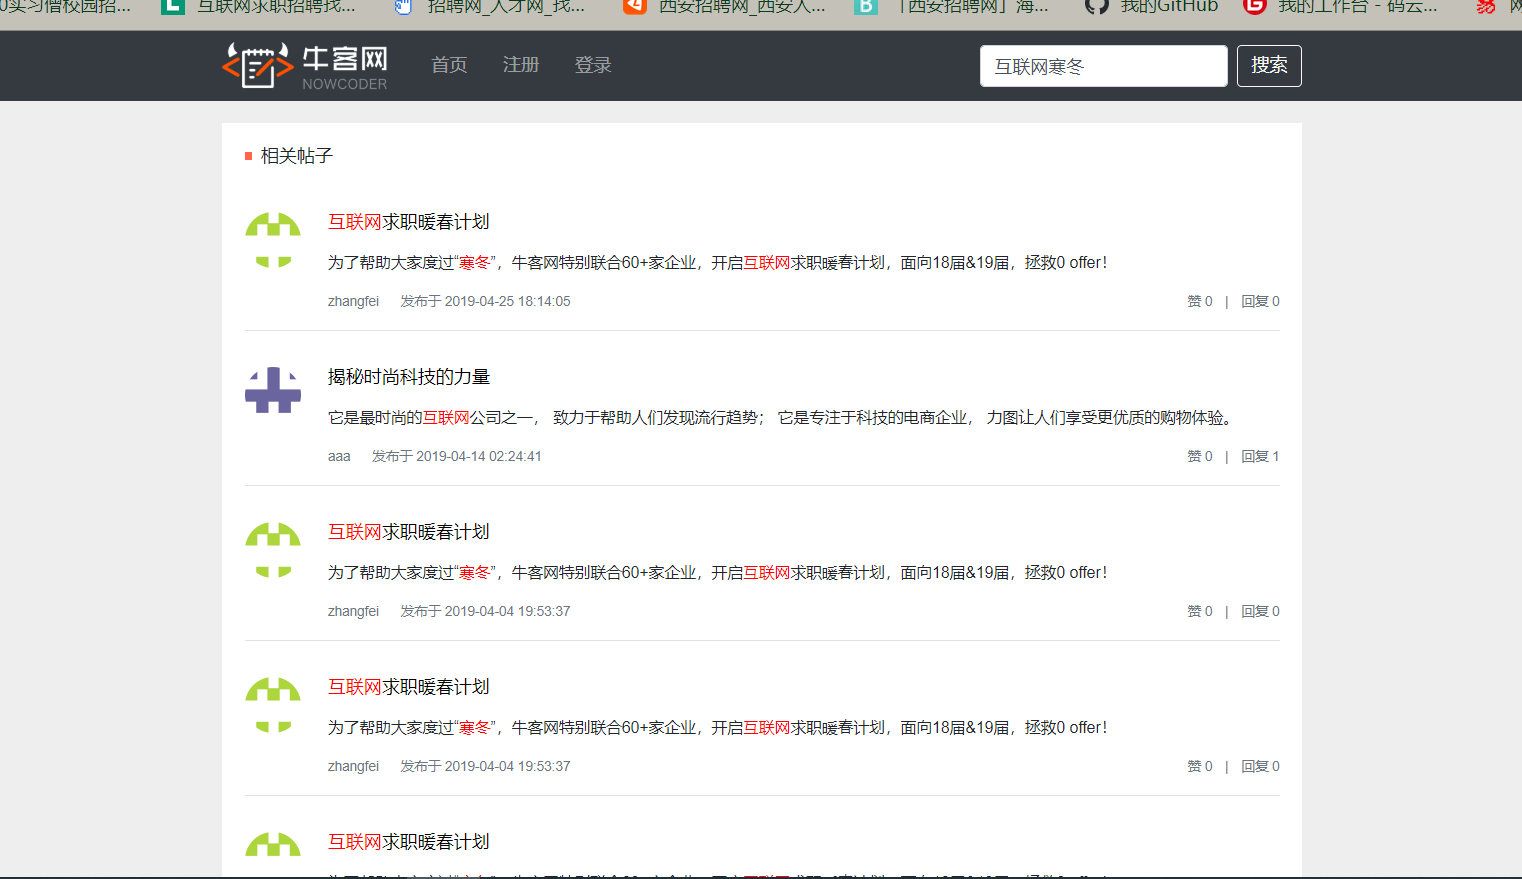 0实习僧校园招... 互联网求职招聘找... 招聘网_人才网_找... 西安招聘网_西安人... 「西安招聘网」海... 我的GitHub 我的工作台 - 码云...
牛客网 NOWCODER 首页 注册 登录 互联网寒冬 搜索
相关帖子
互联网求职暖春计划
为了帮助大家度过“寒冬”，牛客网特别联合60+家企业，开启互联网求职暖春计划，面向18届&19届，拯救0 offer！
zhangfei 发布于 2019-04-25 18:14:05 赞 0 | 回复 0
揭秘时尚科技的力量
它是最时尚的互联网公司之一， 致力于帮助人们发现流行趋势； 它是专注于科技的电商企业， 力图让人们享受更优质的购物体验。
aaa 发布于 2019-04-14 02:24:41 赞 0 | 回复 1
互联网求职暖春计划
为了帮助大家度过“寒冬”，牛客网特别联合60+家企业，开启互联网求职暖春计划，面向18届&19届，拯救0 offer！
zhangfei 发布于 2019-04-04 19:53:37 赞 0 | 回复 0
互联网求职暖春计划
为了帮助大家度过“寒冬”，牛客网特别联合60+家企业，开启互联网求职暖春计划，面向18届&19届，拯救0 offer！
zhangfei 发布于 2019-04-04 19:53:37 赞 0 | 回复 0
互联网求职暖春计划